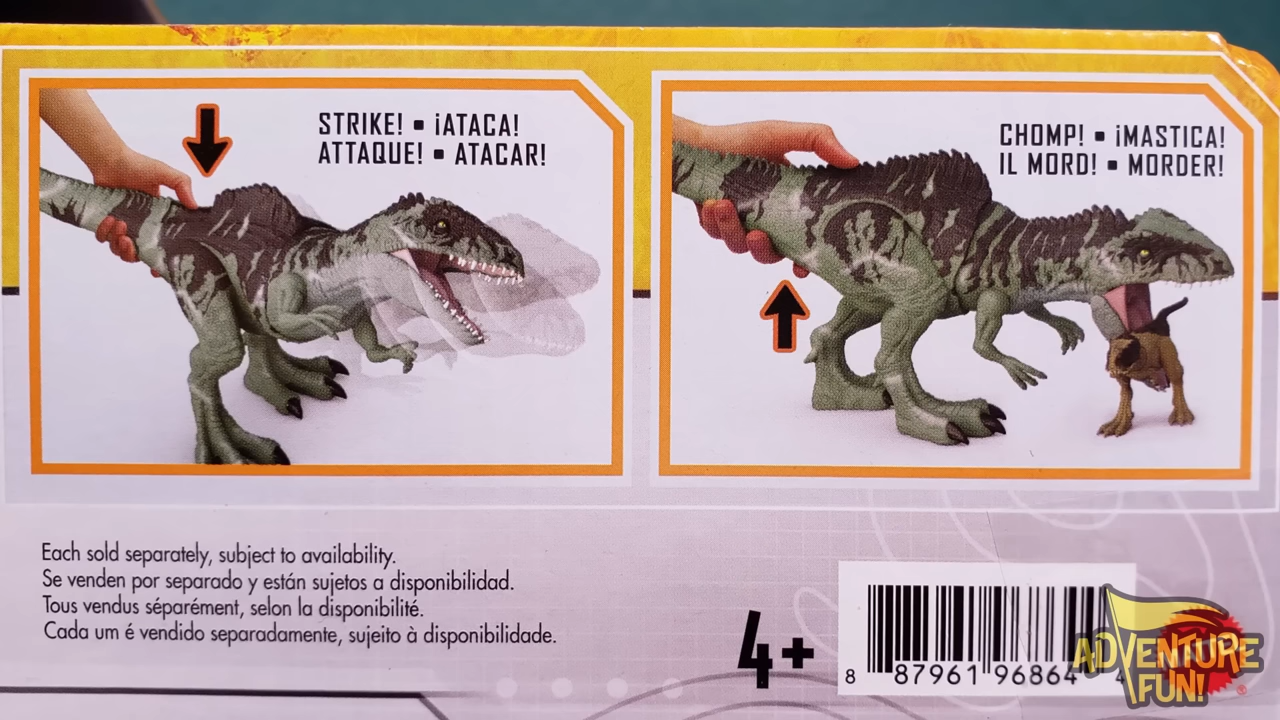 STRIKE! ▪ ¡ATACA!
ATTAQUE! ▪ ATACAR!
CHOMP! ▪ ¡MASTICA!
IL MORD! ▪ MORDER!
Each sold separately, subject to availability.
Se venden por separado y están sujetos a disponibilidad.
Tous vendus séparément, selon la disponibilité.
Cada um é vendido separadamente, sujeito à disponibilidade.
4+
8 87961 96864 4
ADVENTURE
FUN!
®